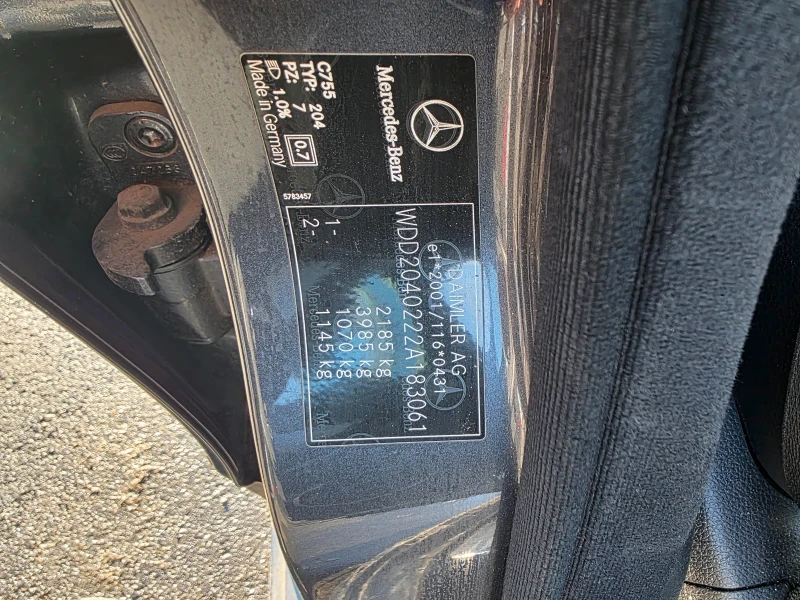 Mercedes-Benz
C755
TYP: 204
PZ: 7
1.0% 0.7
Made in Germany
5783457
DAIMLER AG
e1*2001/116*0431
WDD2040222A183061
2185 kg
3985 kg
1-. 1070 kg
2- 1145 kg